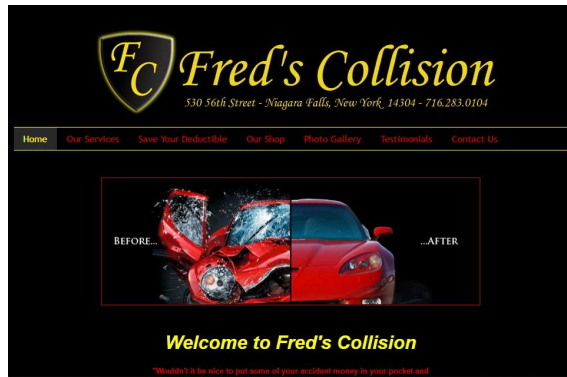 FC
Fred's Collision
530 56th Street - Niagara Falls, New York 14304 - 716.283.0104
Home Our Services Save Your Deductible Our Shop Photo Gallery Testimonials Contact Us
BEFORE... ...AFTER
Welcome to Fred's Collision
"Wouldn't it be nice to put some of your accident money in your pocket and